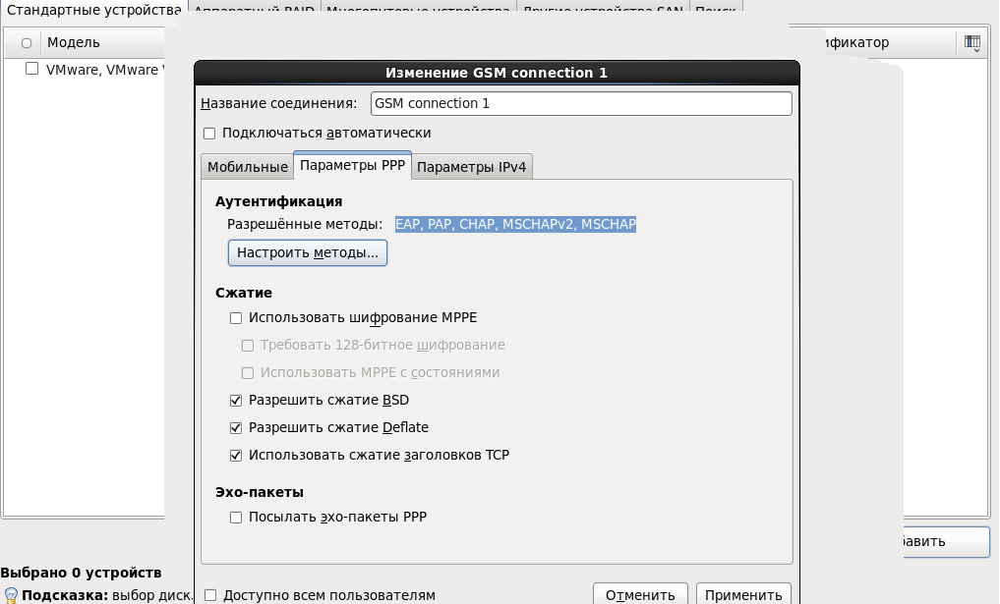 Стандартные устройства Аппаратный RAID Многопутевые устройства Другие устройства SAN Поиск
Модель
VMware, VMware
Изменение GSM connection 1
Название соединения: GSM connection 1
Подключаться автоматически
Мобильные Параметры PPP Параметры IPv4
Аутентификация
Разрешённые методы: EAP, PAP, CHAP, MSCHAPv2, MSCHAP
Настроить методы...
Сжатие
Использовать шифрование MPPE
Требовать 128-битное шифрование
Использовать MPPE с состояниями
Разрешить сжатие BSD
Разрешить сжатие Deflate
Использовать сжатие заголовков TCP
Эхо-пакеты
Посылать эхо-пакеты PPP
Выбрано 0 устройств
Подсказка: выбор диск.
Доступно всем пользователям
Отменить Применить